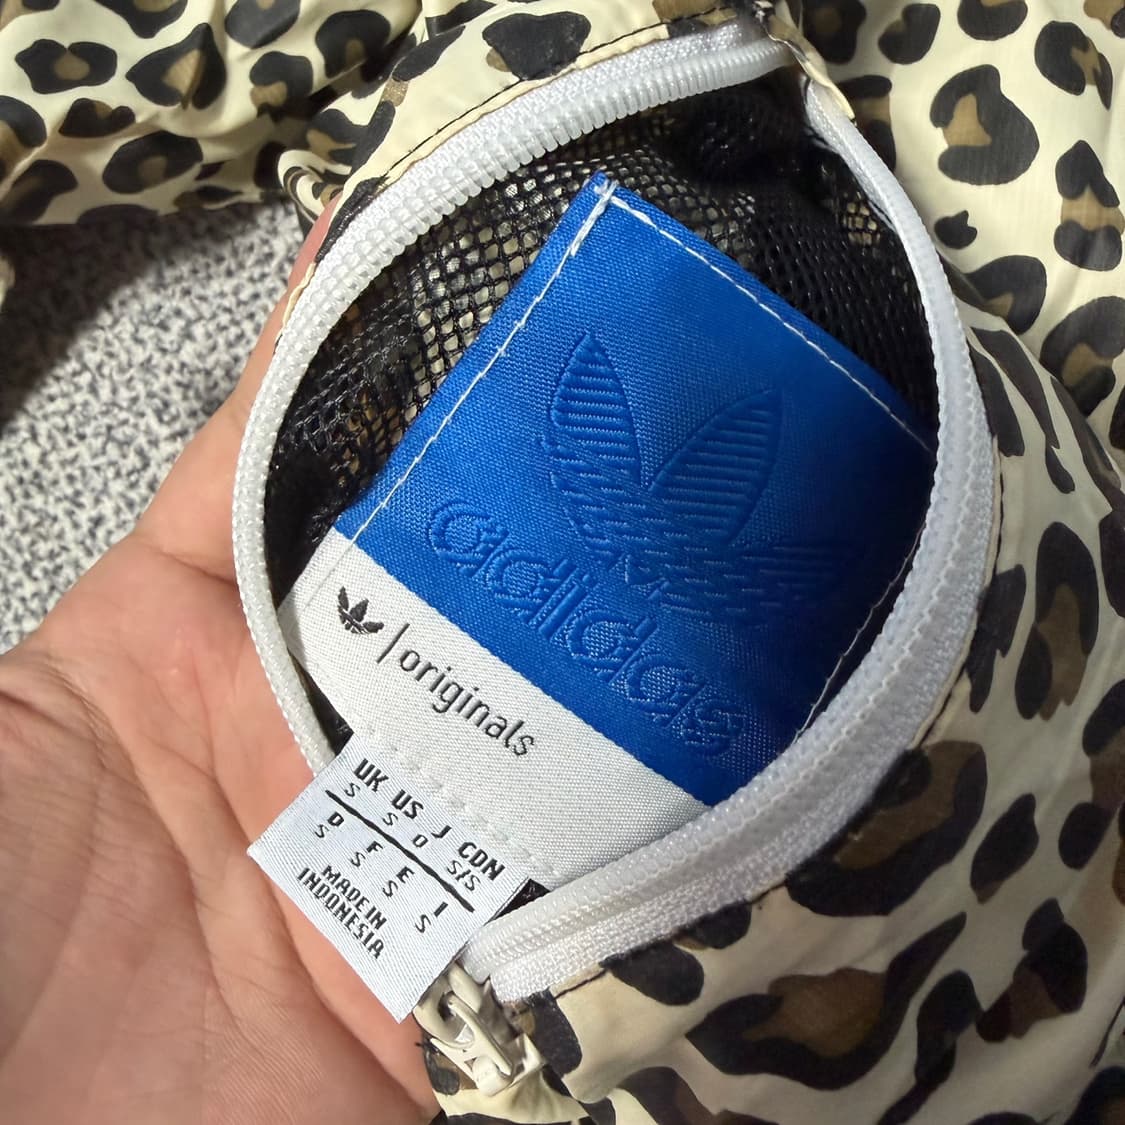 adidas
| originals
UK US J CDN
S S O S/S
D F E I
S S S S
MADE IN
INDONESIA